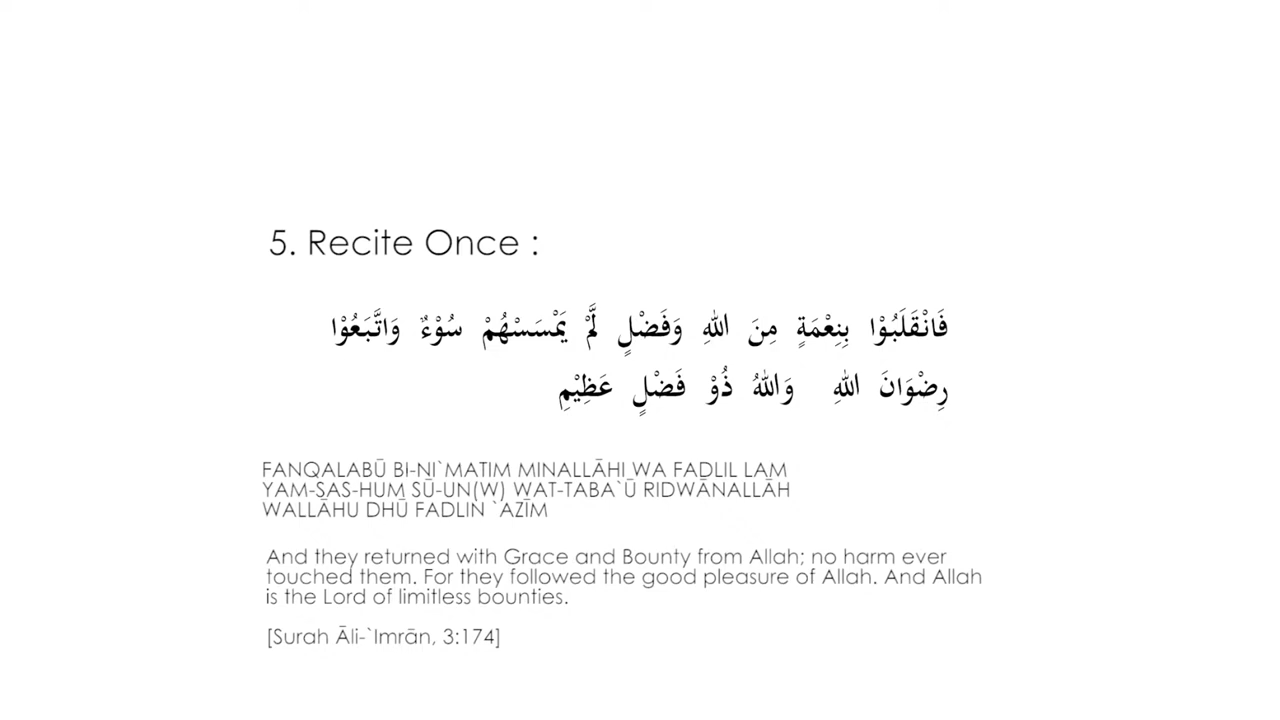 5. Recite Once :
فَانْقَلَبُوْا بِنِعْمَةٍ مِنَ اللهِ وَفَضْلٍ لَّمْ يَمْسَسْهُمْ سُوْءٌ وَاتَّبَعُوْا
رِضْوَانَ اللهِ وَاللهُ ذُوْ فَضْلٍ عَظِيْمِ
FANQALABŪ BI-NI`MATIM MINALLĀHI WA FADLIL LAM
YAM-SAS-HUM SŪ-UN(W) WAT-TABA`Ū RIDWĀNALLĀH
WALLĀHU DHŪ FADLIN `AZĪM
And they returned with Grace and Bounty from Allah; no harm ever
touched them. For they followed the good pleasure of Allah. And Allah
is the Lord of limitless bounties.
[Surah Āli-`Imrān, 3:174]